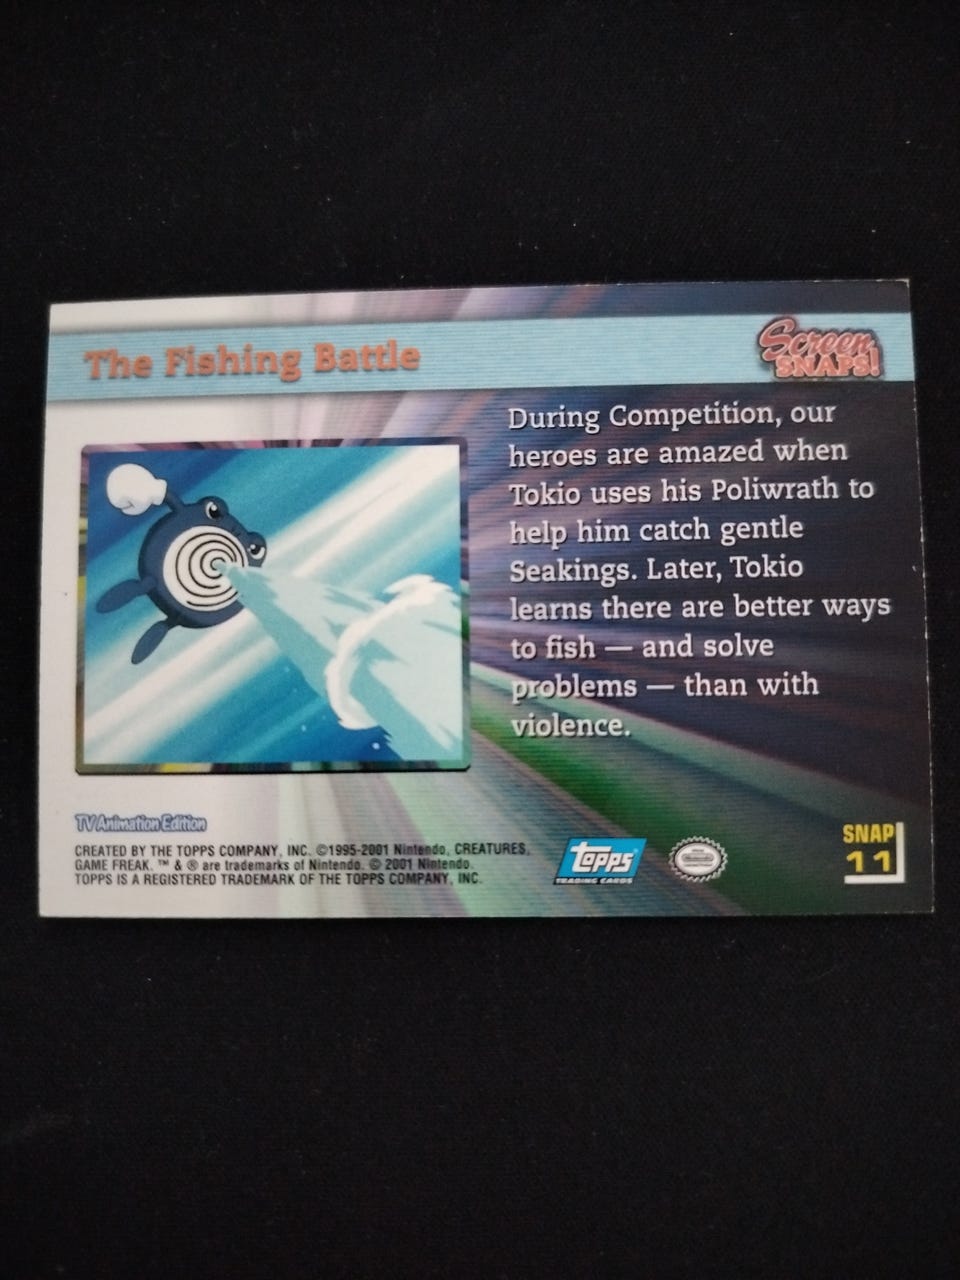 The Fishing Battle
Screen
SNAPS!
During Competition, our
heroes are amazed when
Tokio uses his Poliwrath to
help him catch gentle
Seakings. Later, Tokio
learns there are better ways
to fish — and solve
problems — than with
violence.
TV Animation Edition
CREATED BY THE TOPPS COMPANY, INC. ©1995-2001 Nintendo, CREATURES,
GAME FREAK. ™ & ® are trademarks of Nintendo. © 2001 Nintendo.
TOPPS IS A REGISTERED TRADEMARK OF THE TOPPS COMPANY, INC.
Topps
TRADING CARDS
SNAP
11